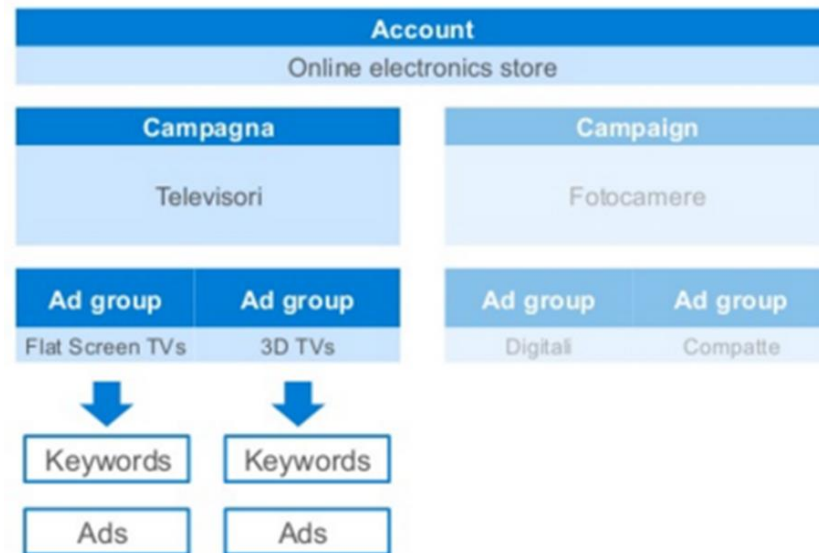 Account
Online electronics store
Campagna
Campaign
Televisori
Fotocamere
Ad group
Ad group
Ad group
Ad group
Flat Screen TVs
3D TVs
Digitali
Compatte
Keywords
Keywords
Ads
Ads